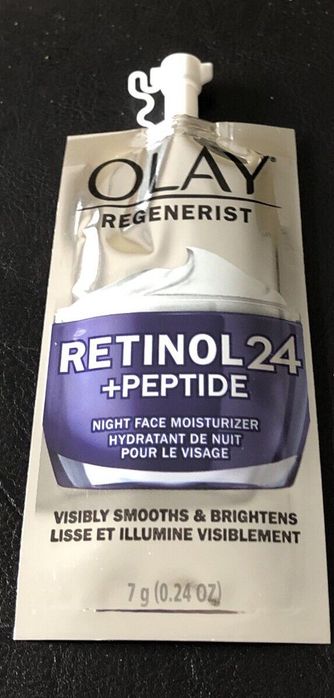 OLAY®
REGENERIST
RETINOL24
+PEPTIDE
NIGHT FACE MOISTURIZER
HYDRATANT DE NUIT
POUR LE VISAGE
VISIBLY SMOOTHS & BRIGHTENS
LISSE ET ILLUMINE VISIBLEMENT
7 g (0.24 OZ)